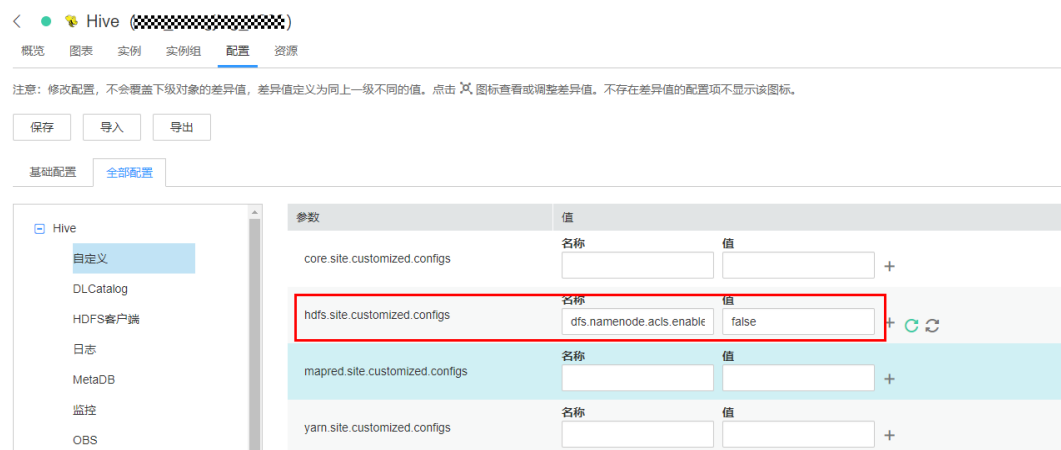 Hive ( )
概览 图表 实例 实例组 配置 资源
注意：修改配置，不会覆盖下级对象的差异值，差异值定义为同上一级不同的值。点击 图标查看或调整差异值。不存在差异值的配置项不显示该图标。
保存 导入 导出
基础配置 全部配置
Hive
自定义
DLCatalog
HDFS客户端
日志
MetaDB
监控
OBS
参数 值
名称 值
core.site.customized.configs
名称 值
hdfs.site.customized.configs dfs.namenode.acls.enable false
名称 值
mapred.site.customized.configs
名称 值
yarn.site.customized.configs